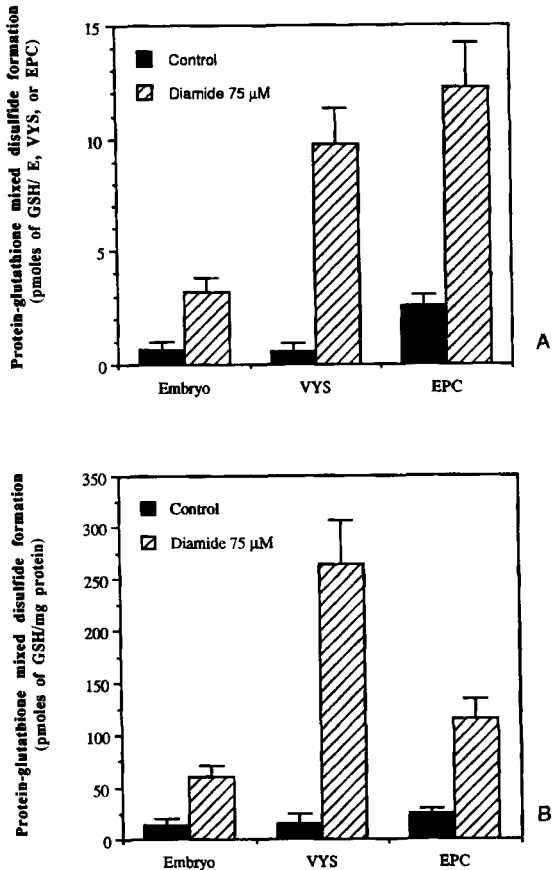 Protein-glutathione mixed disulfide formation
(pmoles of GSH/ E, VYS, or EPC)
15
10
5
0
Control
Diamide 75 µM
Embryo
VYS
EPC
A
Protein-glutathione mixed disulfide formation
(pmoles of GSH/mg protein)
350
300
250
200
150
100
50
0
Control
Diamide 75 µM
Embryo
VYS
EPC
B